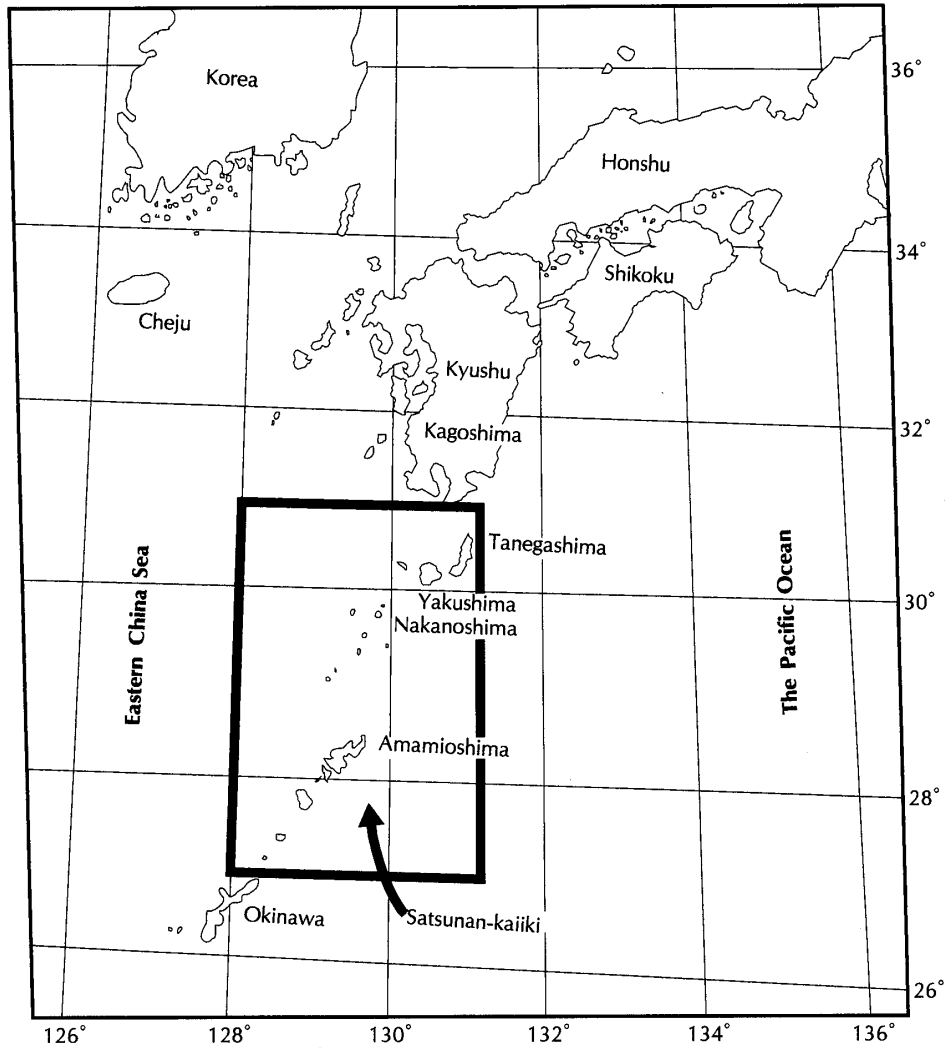 Korea
36°
Honshu
34°
Shikoku
Cheju
Kyushu
32°
Kagoshima
Tanegashima
30°
Yakushima
Nakanoshima
Eastern China Sea
The Pacific Ocean
Amamioshima
28°
Okinawa
Satsunan-kaiiki
26°
126° 128° 130° 132° 134° 136°